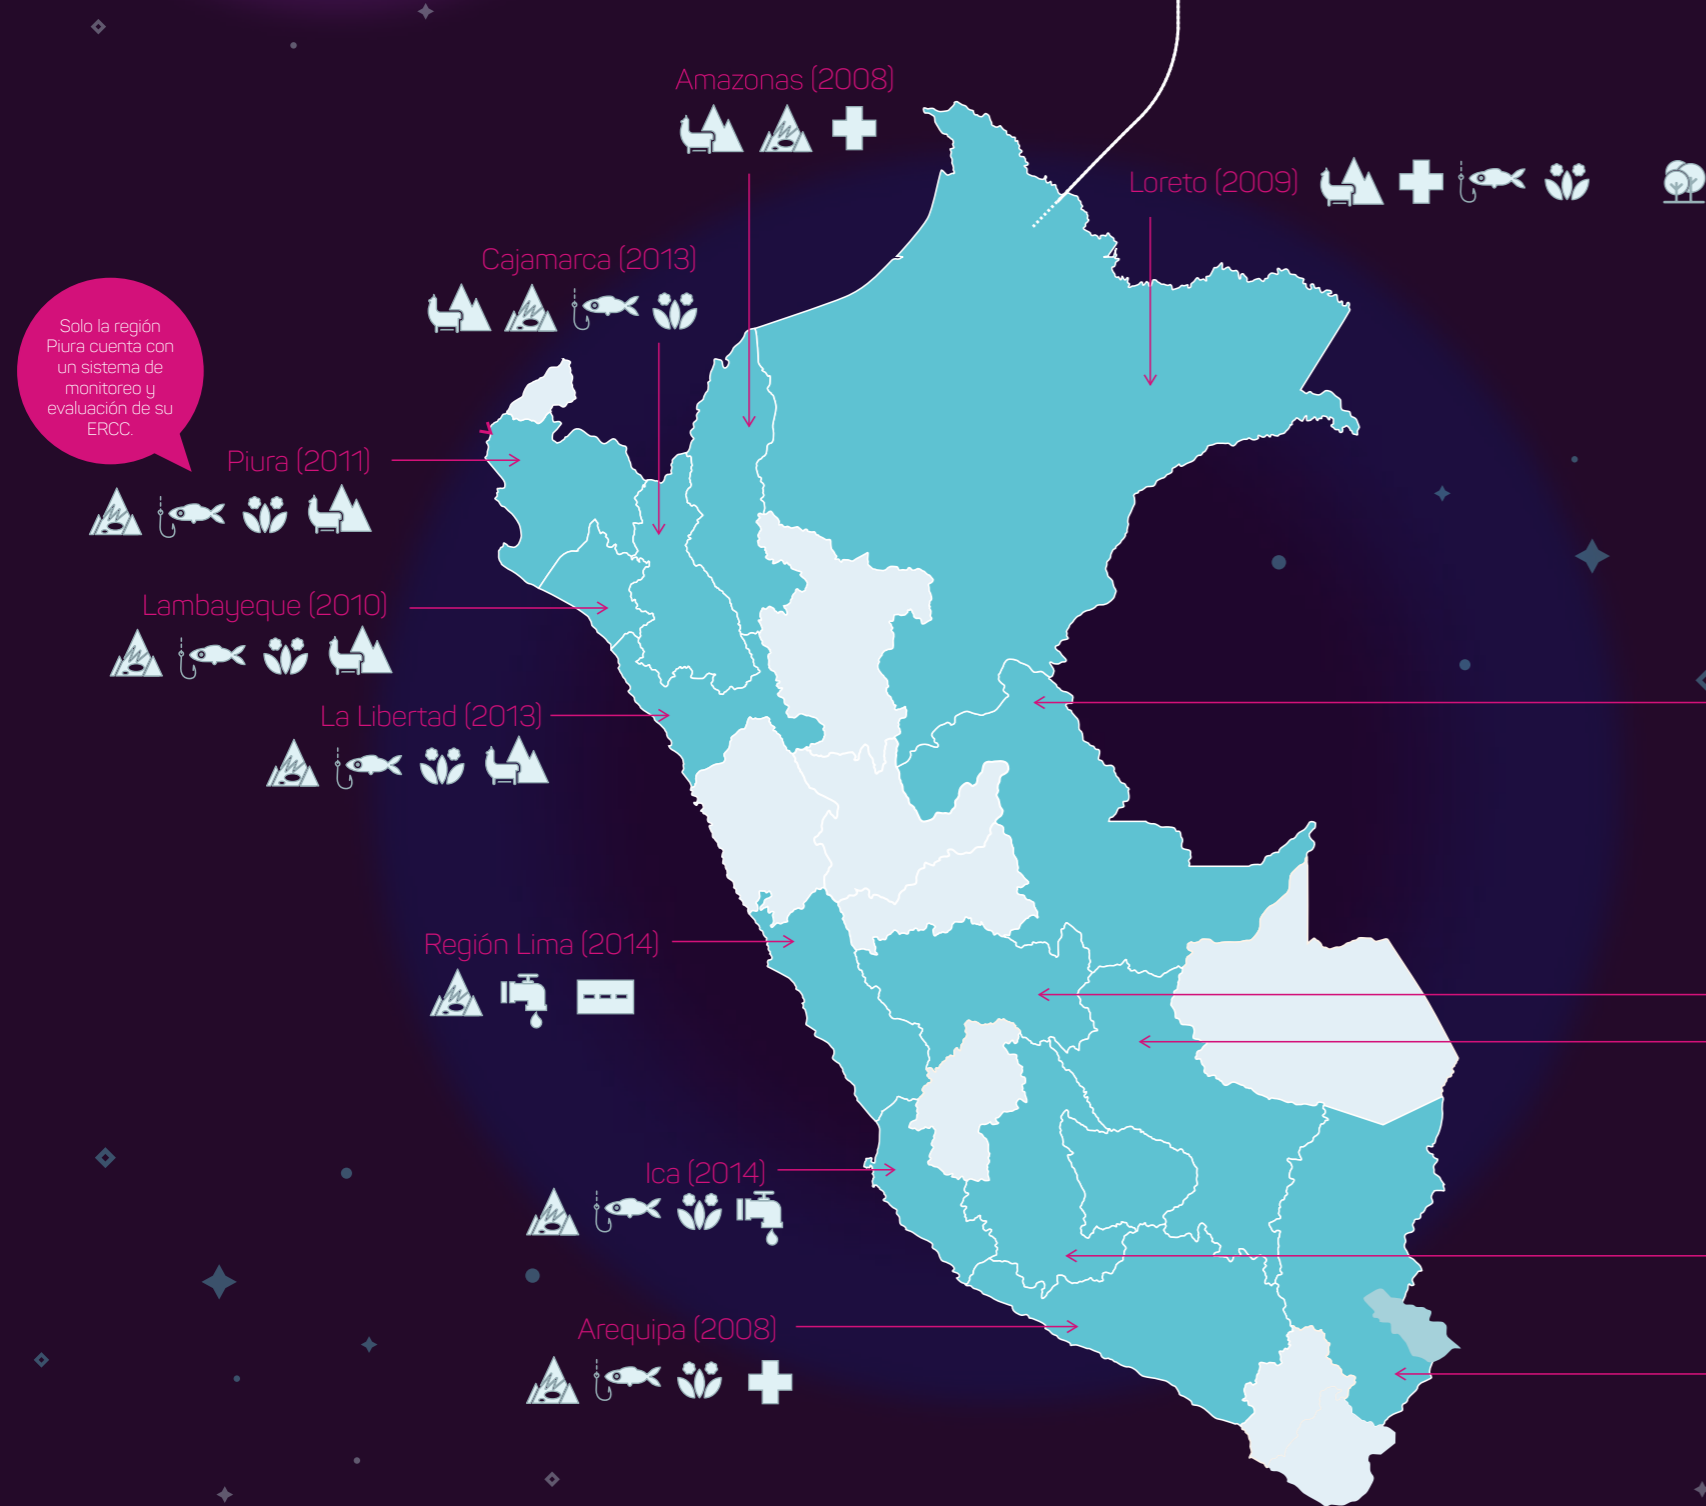 Amazonas (2008)
Loreto (2009)
Cajamarca (2013)
Solo la región
Piura cuenta con
un sistema de
monitoreo y
evaluación de su
ERCC.
Piura (2011)
Lambayeque (2010)
La Libertad (2013)
Región Lima (2014)
Ica (2014)
Arequipa (2008)